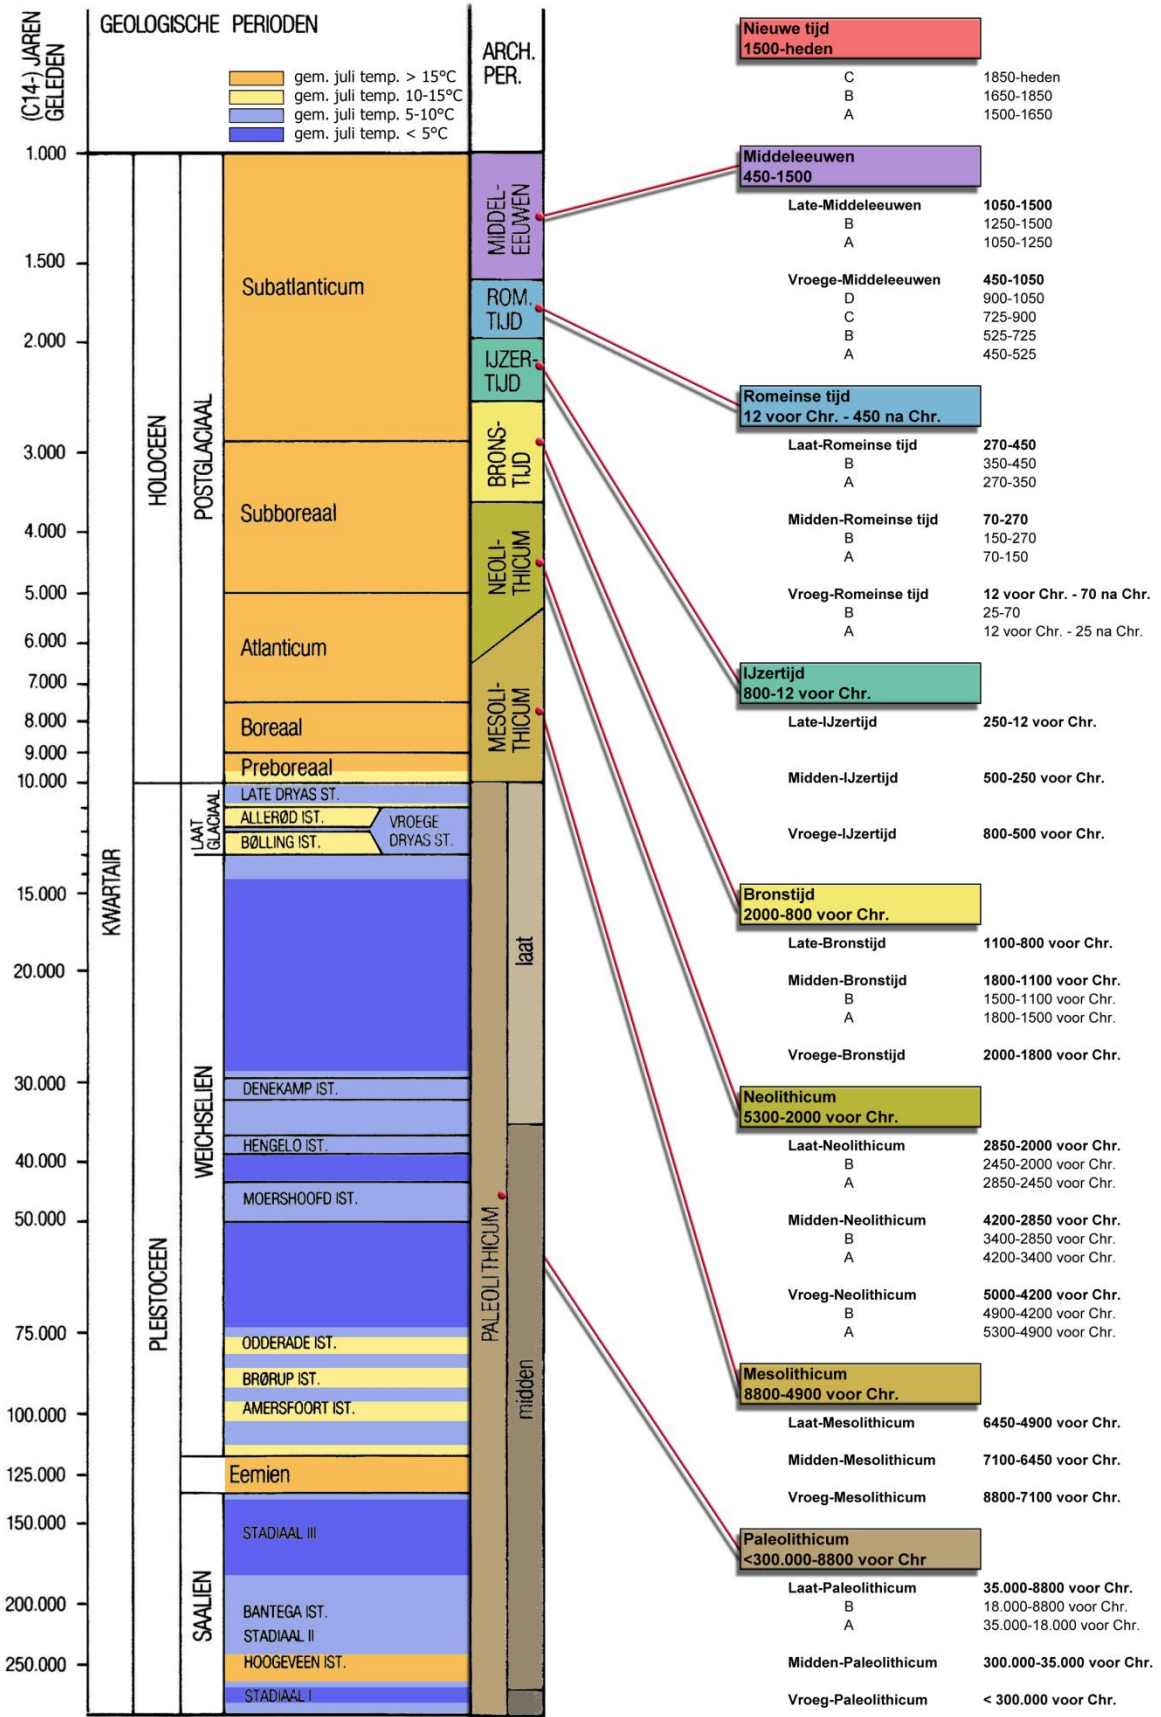 (C14-) JAREN
GELEDEN
GEOLOGISCHE PERIODEN
gem. juli temp. > 15°C
gem. juli temp. 10-15°C
gem. juli temp. 5-10°C
gem. juli temp. < 5°C
ARCH.
PER.
1.000
1.500
2.000
3.000
4.000
5.000
6.000
7.000
8.000
9.000
10.000
15.000
20.000
30.000
40.000
50.000
75.000
100.000
125.000
150.000
200.000
250.000
KWARTAIR
HOLOCEEN
PLEISTOCEEN
POSTGLACIAAL
LAAT
GLACIAAL
WEICHSELIEN
SAALIEN
Subatlanticum
Subboreaal
Atlanticum
Boreaal
Preboreaal
LATE DRYAS ST.
ALLERØD IST.
VROEGE
DRYAS ST.
BØLLING IST.
DENEKAMP IST.
HENGELO IST.
MOERSHOOFD IST.
ODDERADE IST.
BRØRUP IST.
AMERSFOORT IST.
Eemien
STADIAAL III
BANTEGA IST.
STADIAAL II
HOOGEVEEN IST.
STADIAAL I
MIDDEL-
EEUWEN
ROM.
TIJD
IJZER-
TIJD
BRONS-
TIJD
NEOLI-
THICUM
MESOLI-
THICUM
PALEOLITHICUM
laat
midden
Nieuwe tijd
1500-heden
C 1850-heden
B 1650-1850
A 1500-1650
Middeleeuwen
450-1500
Late-Middeleeuwen 1050-1500
B 1250-1500
A 1050-1250
Vroege-Middeleeuwen 450-1050
D 900-1050
C 725-900
B 525-725
A 450-525
Romeinse tijd
12 voor Chr. - 450 na Chr.
Laat-Romeinse tijd 270-450
B 350-450
A 270-350
Midden-Romeinse tijd 70-270
B 150-270
A 70-150
Vroeg-Romeinse tijd 12 voor Chr. - 70 na Chr.
B 25-70
A 12 voor Chr. - 25 na Chr.
IJzertijd
800-12 voor Chr.
Late-IJzertijd 250-12 voor Chr.
Midden-IJzertijd 500-250 voor Chr.
Vroege-IJzertijd 800-500 voor Chr.
Bronstijd
2000-800 voor Chr.
Late-Bronstijd 1100-800 voor Chr.
Midden-Bronstijd 1800-1100 voor Chr.
B 1500-1100 voor Chr.
A 1800-1500 voor Chr.
Vroege-Bronstijd 2000-1800 voor Chr.
Neolithicum
5300-2000 voor Chr.
Laat-Neolithicum 2850-2000 voor Chr.
B 2450-2000 voor Chr.
A 2850-2450 voor Chr.
Midden-Neolithicum 4200-2850 voor Chr.
B 3400-2850 voor Chr.
A 4200-3400 voor Chr.
Vroeg-Neolithicum 5000-4200 voor Chr.
B 4900-4200 voor Chr.
A 5300-4900 voor Chr.
Mesolithicum
8800-4900 voor Chr.
Laat-Mesolithicum 6450-4900 voor Chr.
Midden-Mesolithicum 7100-6450 voor Chr.
Vroeg-Mesolithicum 8800-7100 voor Chr.
Paleolithicum
<300.000-8800 voor Chr
Laat-Paleolithicum 35.000-8800 voor Chr.
B 18.000-8800 voor Chr.
A 35.000-18.000 voor Chr.
Midden-Paleolithicum 300.000-35.000 voor Chr.
Vroeg-Paleolithicum < 300.000 voor Chr.